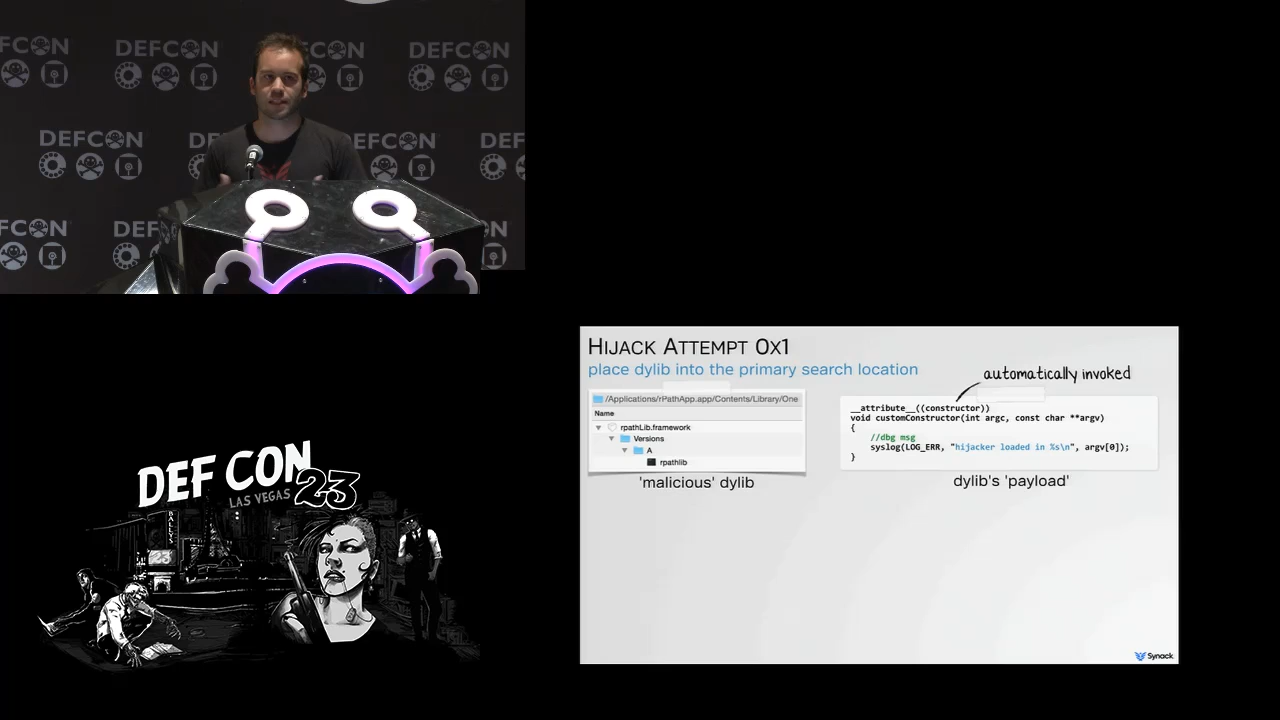 DEFCON
DEFCON
DEFCON
DEFCON
DEFCON
DEFCON
DEFCON
DEF
HIJACK ATTEMPT 0X1
place dylib into the primary search location
automatically invoked
/Applications/rPathApp.app/Contents/Library/One
Name
rpathLib.framework
Versions
A
rpathlib
'malicious' dylib
__attribute__((constructor))
void customConstructor(int argc, const char **argv)
{
//dbg msg
syslog(LOG_ERR, "hijacker loaded in %s\n", argv[0]);
}
dylib's 'payload'
DEF CON 23
LAS VEGAS
BALLYS
23
Synack